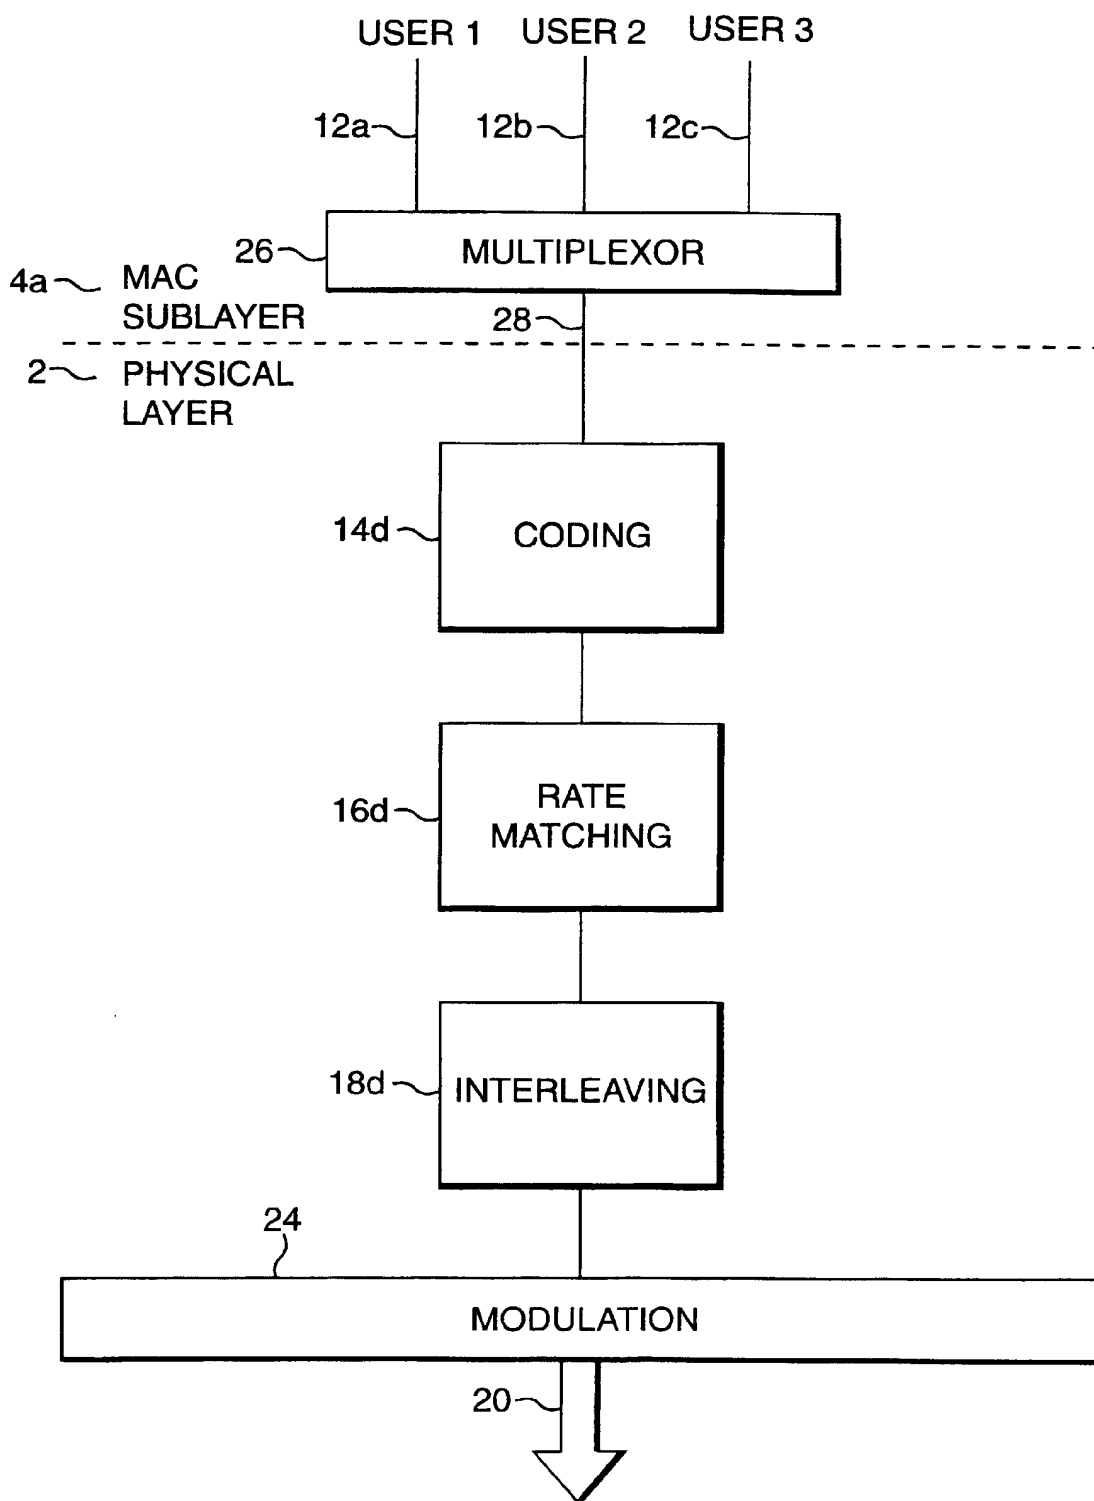 USER 1 USER 2 USER 3
12a 12b 12c
26 MULTIPLEXOR
4a MAC
SUBLAYER
28
2 PHYSICAL
LAYER
14d CODING
16d RATE
MATCHING
18d INTERLEAVING
24
MODULATION
20